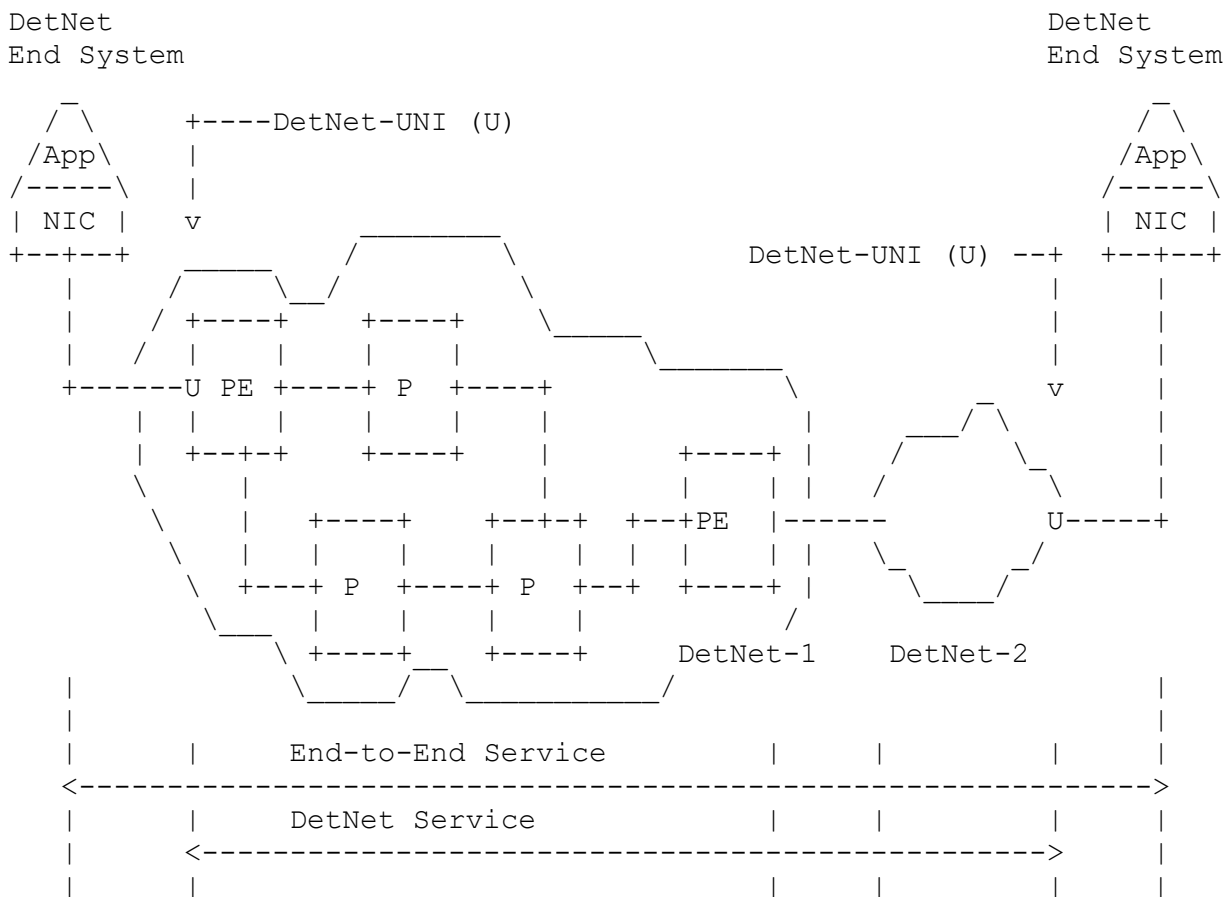 DetNet DetNet
End System End System
+----DetNet-UNI (U)
/App\ /App\
NIC v NIC
DetNet-UNI (U) --+
U PE P v
PE U
P P
DetNet-1 DetNet-2
End-to-End Service
DetNet Service